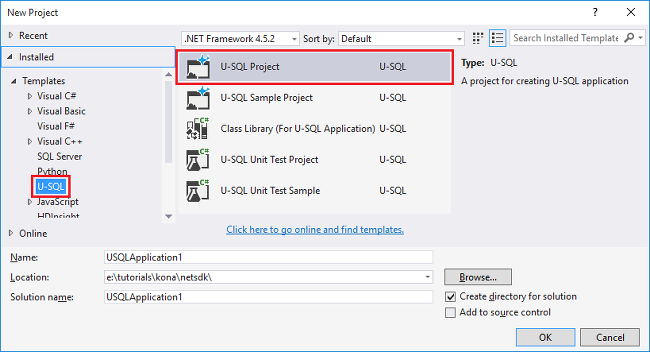 New Project
Recent
.NET Framework 4.5.2
Sort by:
Default
Search Installed Template
Installed
Templates
Visual C#
Visual Basic
Visual F#
Visual C++
SQL Server
Python
U-SQL
JavaScript
HDInsight
Online
U-SQL Project U-SQL
U-SQL Sample Project U-SQL
Class Library (For U-SQL Application) U-SQL
U-SQL Unit Test Project U-SQL
U-SQL Unit Test Sample U-SQL
Click here to go online and find templates.
Type: U-SQL
A project for creating U-SQL application
Name: USQLApplication1
Location: e:\tutorials\kona\netsdk\
Browse...
Solution name: USQLApplication1
Create directory for solution
Add to source control
OK
Cancel